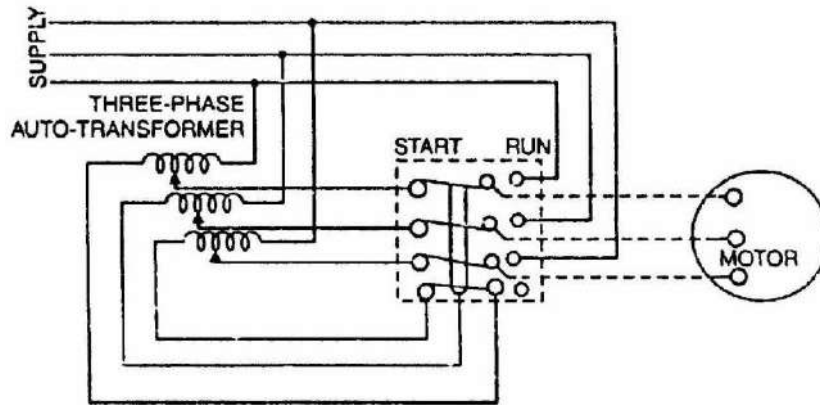 SUPPLY
THREE-PHASE
AUTO-TRANSFORMER
START RUN
MOTOR